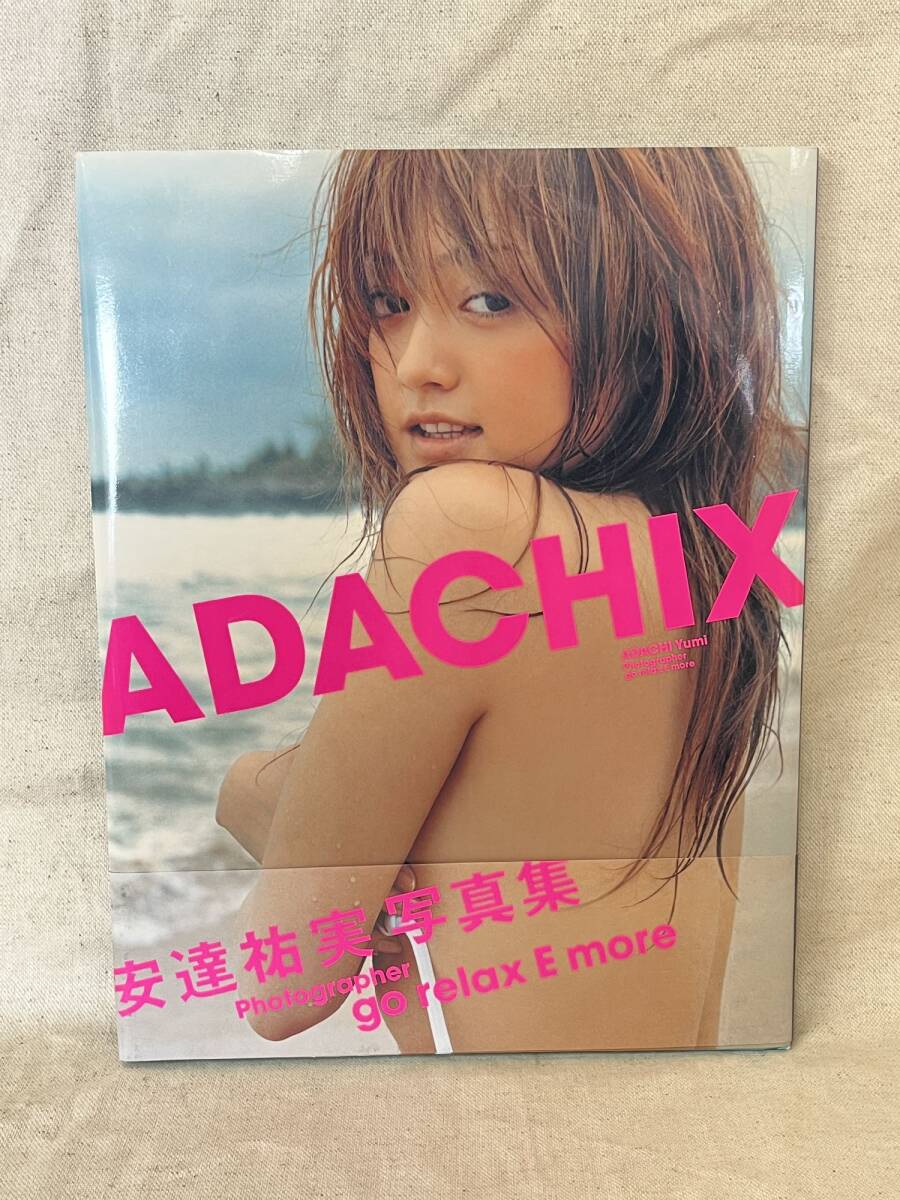 ADACHIX
ADACHI Yumi
Photographer
go relax E more
安達祐実 写真集
Photographer
go relax E more